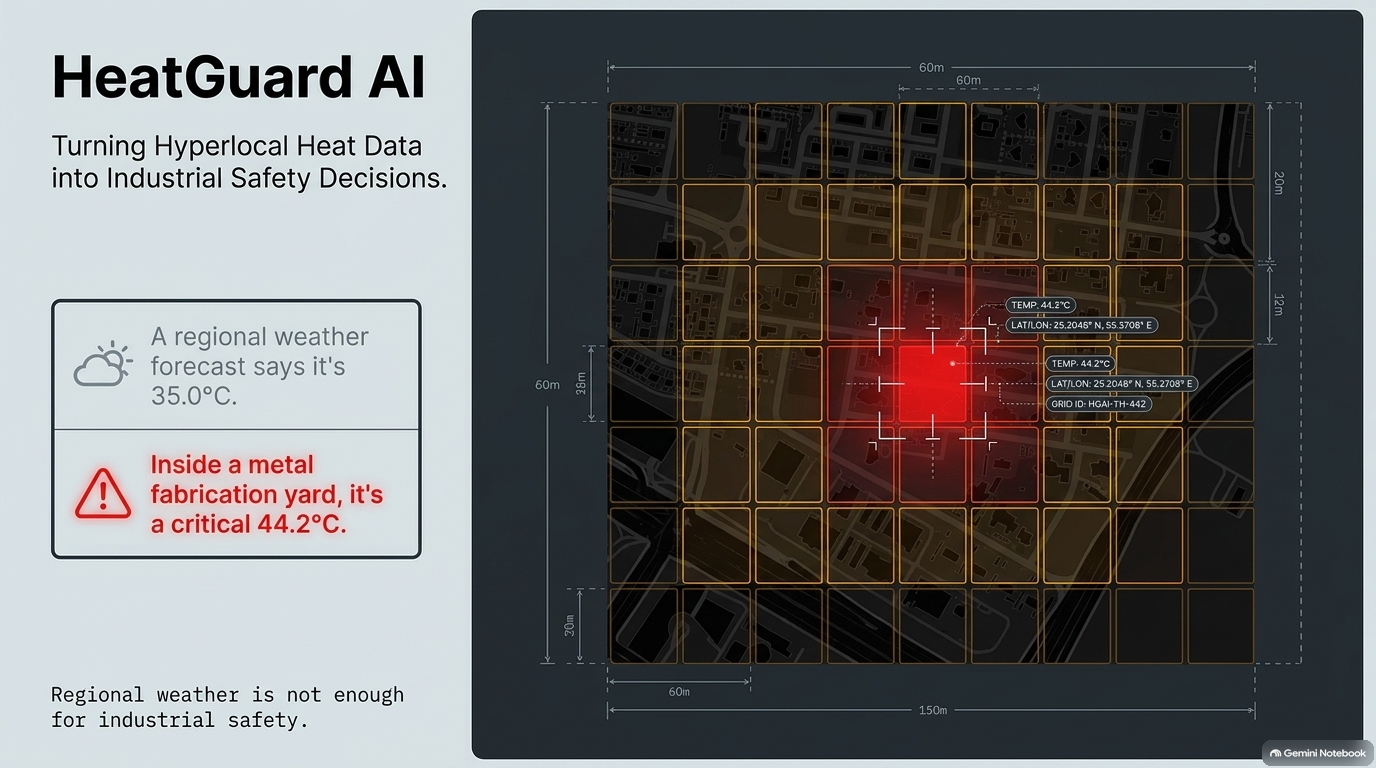 HeatGuard AI
Turning Hyperlocal Heat Data
into Industrial Safety Decisions.
A regional weather
forecast says it's
35.0°C.
Inside a metal
fabrication yard, it's
a critical 44.2°C.
Regional weather is not enough
for industrial safety.
60m
60m
20m
12m
TEMP: 44.2°C
LAT/LON: 25.2048° N, 55.3708° E
TEMP: 44.2°C
LAT/LON: 25.2048° N, 55.2708° E
GRID ID: HGAI-TH-442
60m
60m
150m
Gemini Notebook